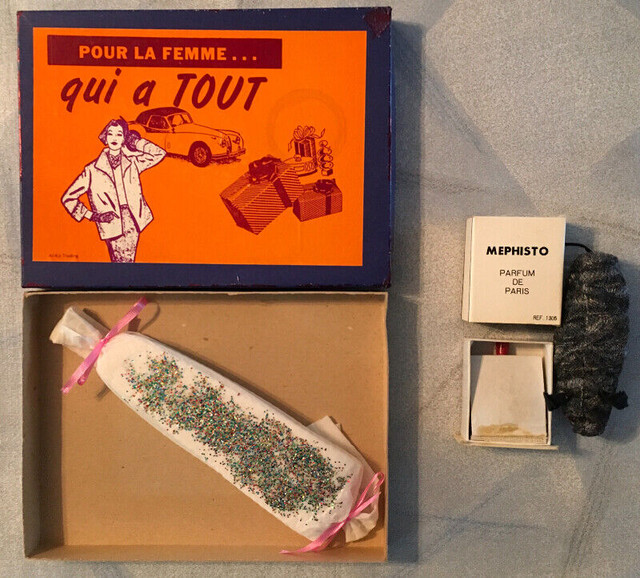 POUR LA FEMME...
qui a TOUT
MEPHISTO
PARFUM
DE
PARIS
REF. 1305